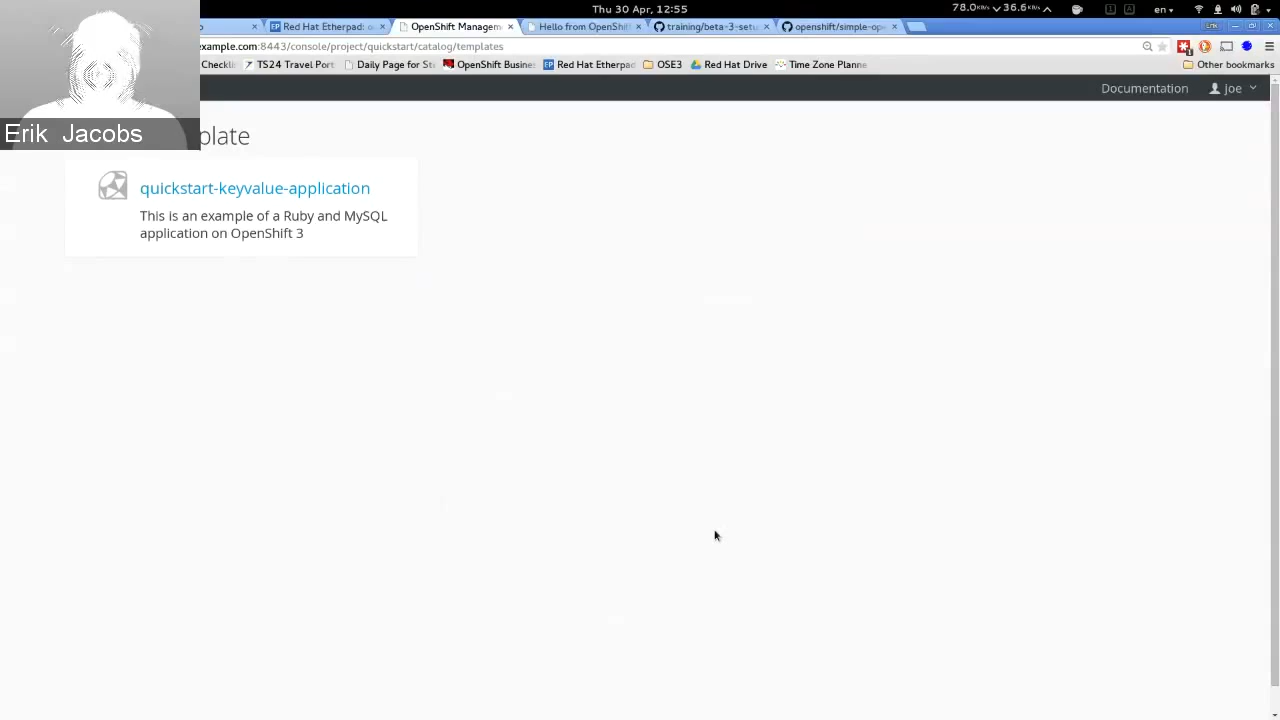 Thu 30 Apr, 12:55
78.0 36.6 en
Red Hat Etherpad: o OpenShift Managem Hello from OpenShif training/beta-3-setu openshift/simple-op
example.com:8443/console/project/quickstart/catalog/templates
Checkli TS24 Travel Port Daily Page for Ste OpenShift Busine Red Hat Etherpad OSE3 Red Hat Drive Time Zone Planne Other bookmarks
Documentation joe
Erik Jacobs
plate
quickstart-keyvalue-application
This is an example of a Ruby and MySQL
application on OpenShift 3